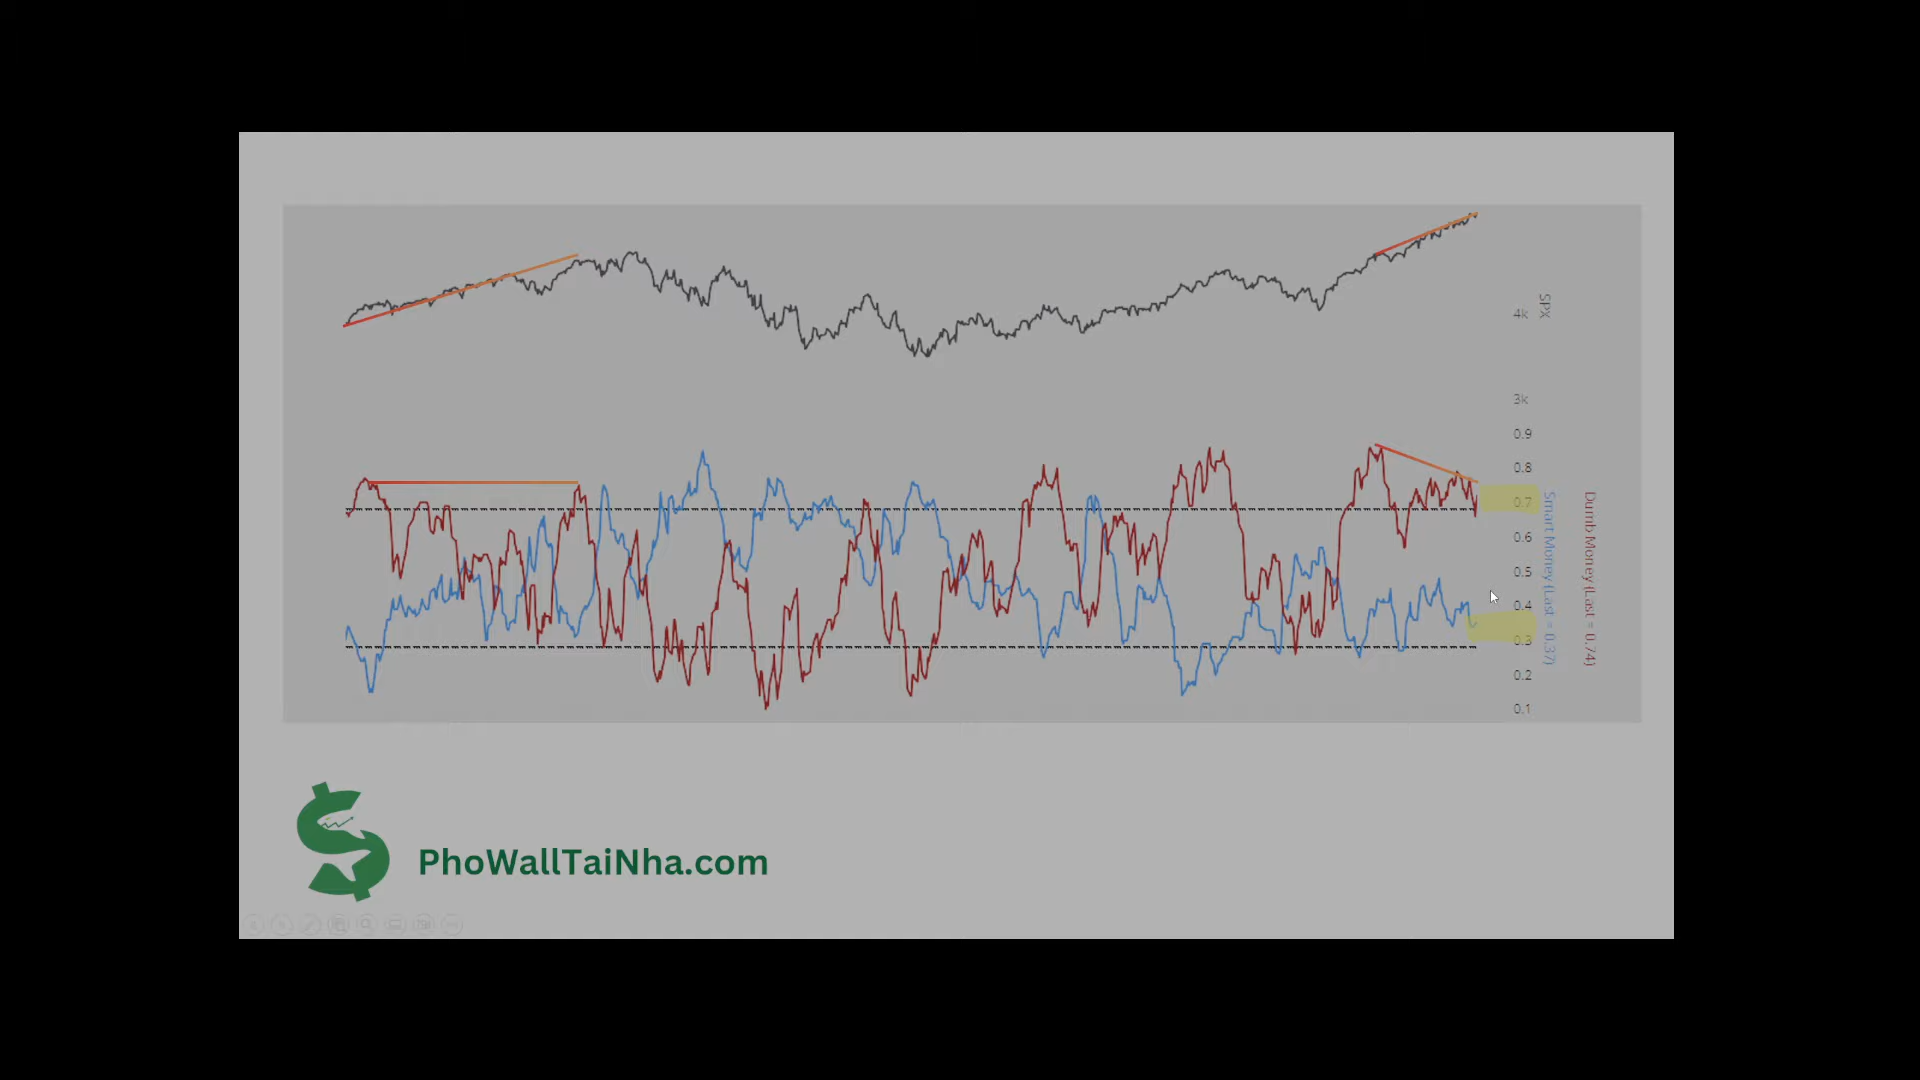 SPX
4k
3k
0.9
0.8
0.7
0.6
0.5
0.4
0.3
0.2
0.1
Smart Money (Last = 0.37)
Dumb Money (Last = 0.74)
PhoWallTaiNha.com